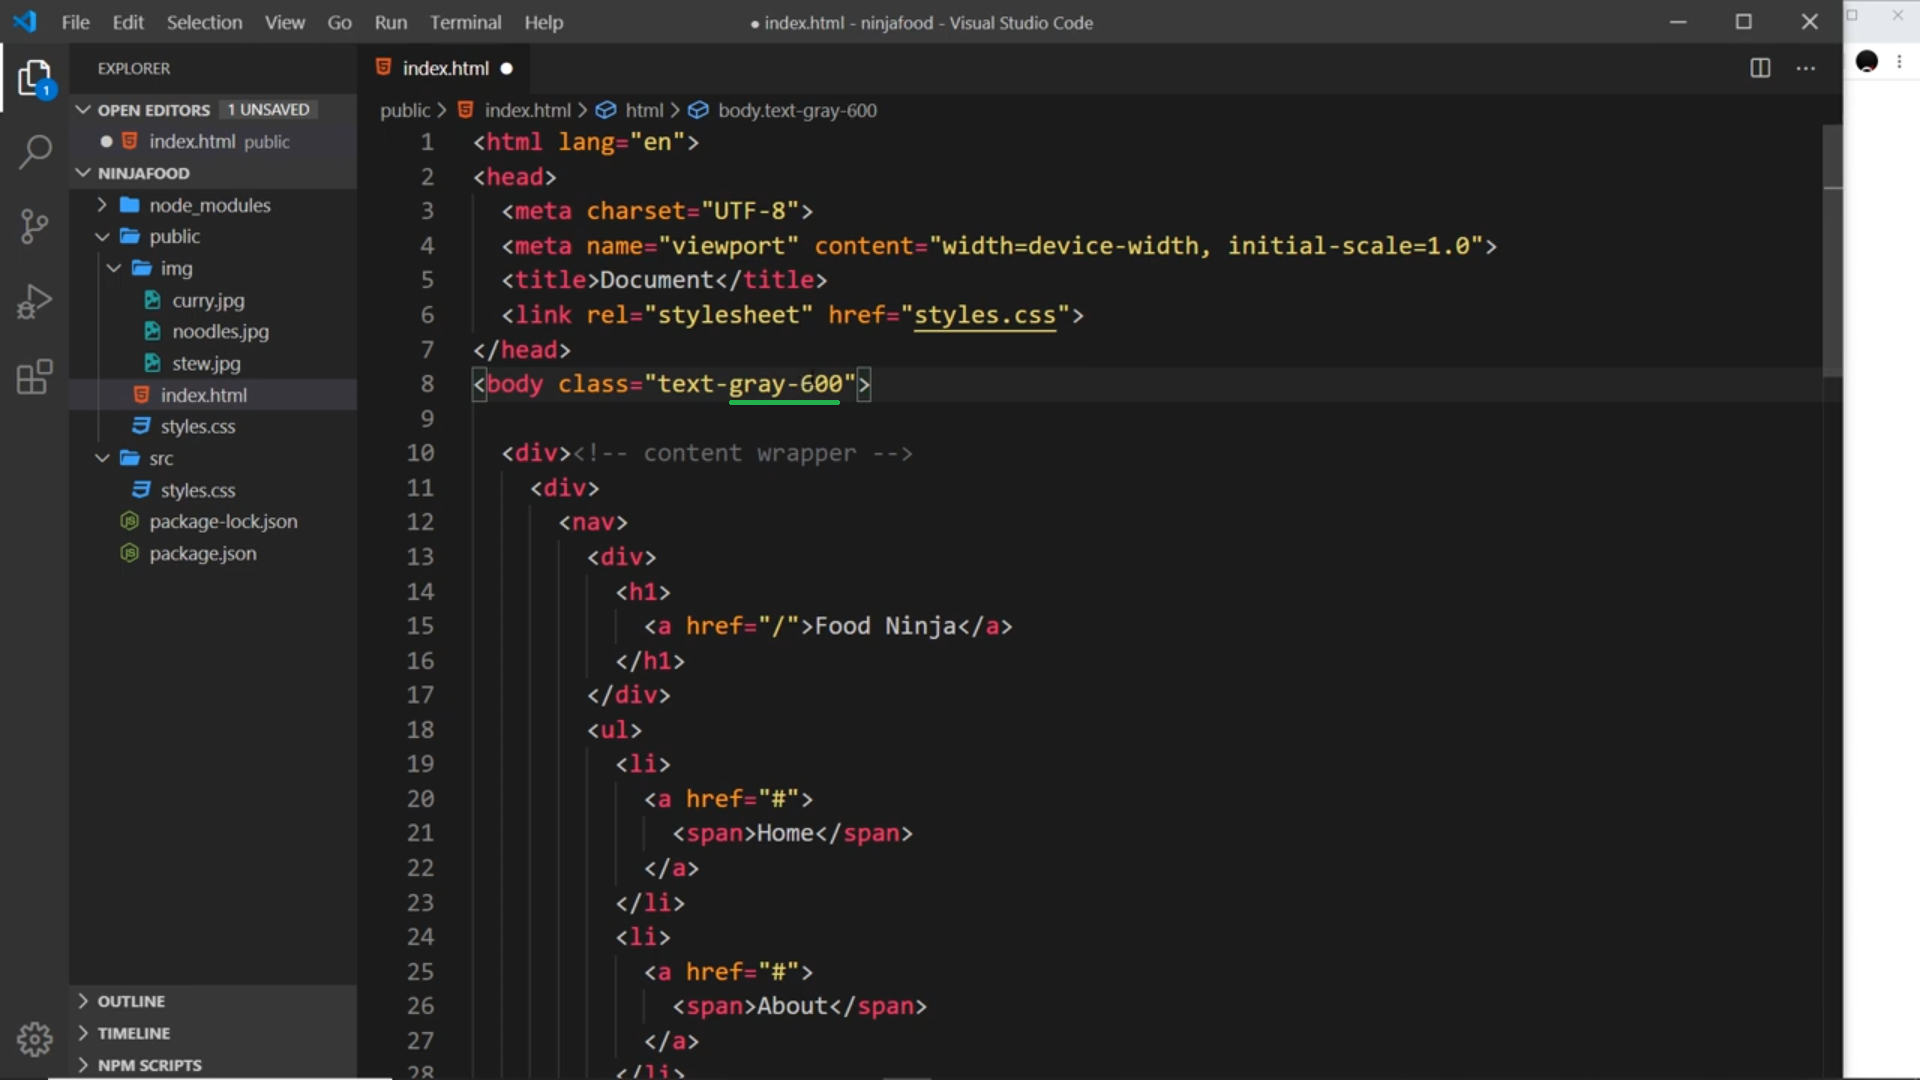 File Edit Selection View Go Run Terminal Help
● index.html - ninjafood - Visual Studio Code
EXPLORER
1
OPEN EDITORS 1 UNSAVED
index.html public
NINJAFOOD
node_modules
public
img
curry.jpg
noodles.jpg
stew.jpg
index.html
styles.css
src
styles.css
package-lock.json
package.json
OUTLINE
TIMELINE
NPM SCRIPTS
index.html
public > index.html > html > body.text-gray-600
1 <html lang="en">
2 <head>
3 <meta charset="UTF-8">
4 <meta name="viewport" content="width=device-width, initial-scale=1.0">
5 <title>Document</title>
6 <link rel="stylesheet" href="styles.css">
7 </head>
8 <body class="text-gray-600">
9
10 <div><!-- content wrapper -->
11 <div>
12 <nav>
13 <div>
14 <h1>
15 <a href="/">Food Ninja</a>
16 </h1>
17 </div>
18 <ul>
19 <li>
20 <a href="#">
21 <span>Home</span>
22 </a>
23 </li>
24 <li>
25 <a href="#">
26 <span>About</span>
27 </a>
28 </li>